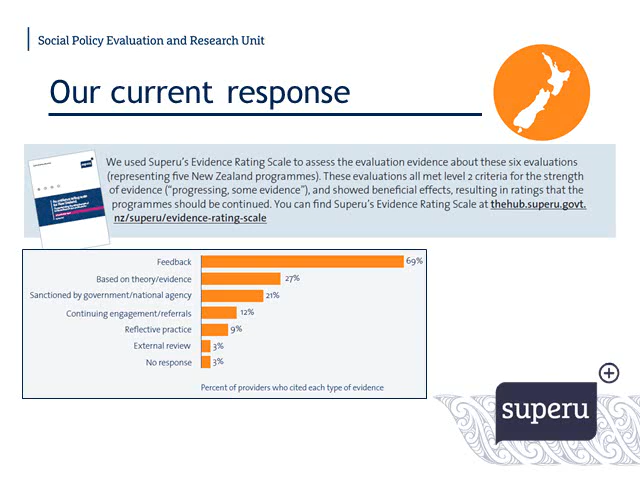 Social Policy Evaluation and Research Unit
Our current response
We used Superu's Evidence Rating Scale to assess the evaluation evidence about these six evaluations
(representing five New Zealand programmes). These evaluations all met level 2 criteria for the strength
of evidence ("progressing, some evidence"), and showed beneficial effects, resulting in ratings that the
programmes should be continued. You can find Superu's Evidence Rating Scale at thehub.superu.govt.
nz/superu/evidence-rating-scale
Feedback 69%
Based on theory/evidence 27%
Sanctioned by government/national agency 21%
Continuing engagement/referrals 12%
Reflective practice 9%
External review 3%
No response 3%
Percent of providers who cited each type of evidence
superu